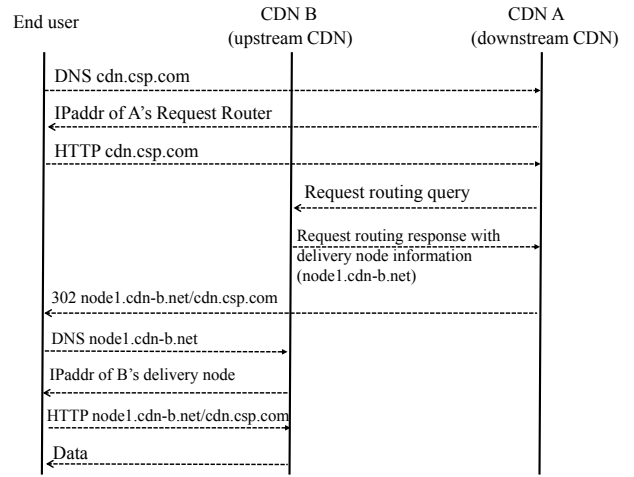 End user
CDN B
(upstream CDN)
CDN A
(downstream CDN)
DNS cdn.csp.com
IPaddr of A's Request Router
HTTP cdn.csp.com
Request routing query
Request routing response with
delivery node information
(node1.cdn-b.net)
302 node1.cdn-b.net/cdn.csp.com
DNS node1.cdn-b.net
IPaddr of B's delivery node
HTTP node1.cdn-b.net/cdn.csp.com
Data